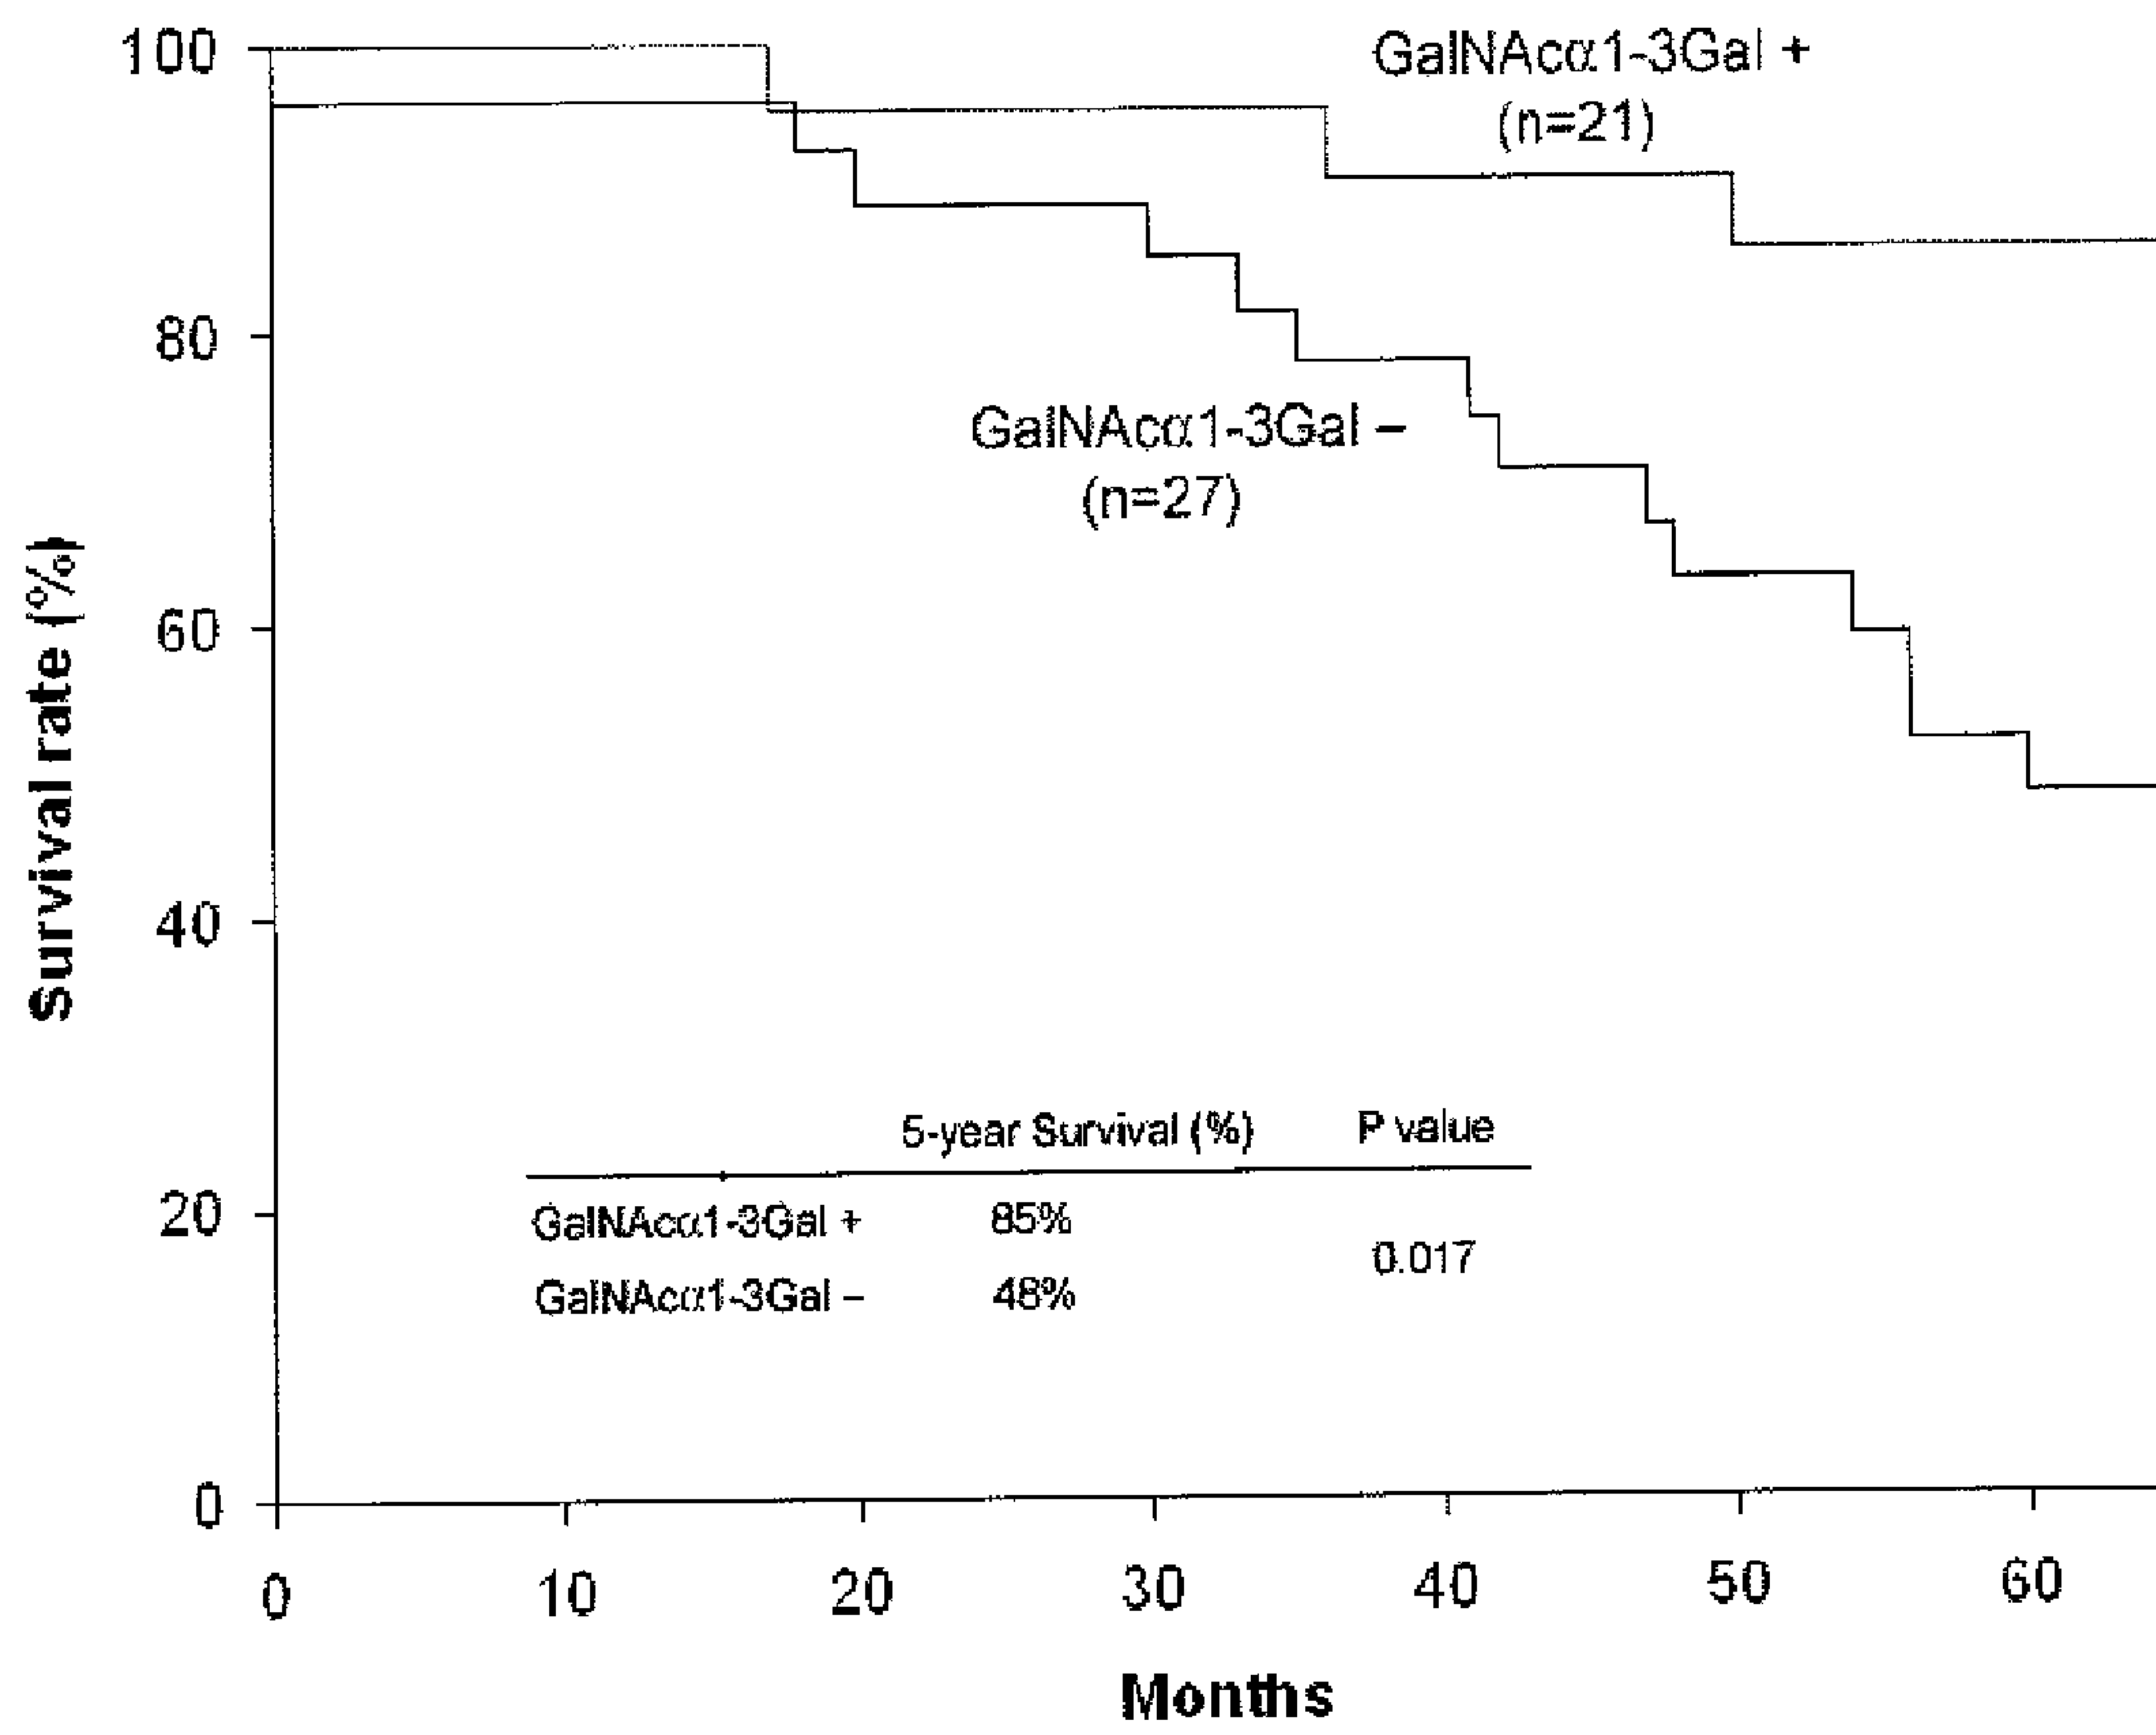 GalNAcα1-3Gal +
(n=21)
GalNAcα1-3Gal –
(n=27)
Survival rate (%)
100
80
60
40
20
0
5-year Survival (%) P value
GalNAcα1-3Gal + 85%
0.017
GalNAcα1-3Gal – 48%
0 10 20 30 40 50 60
Months